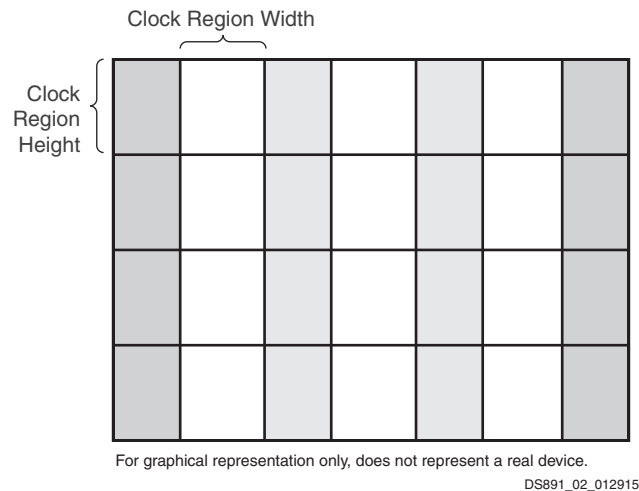 Clock Region Width
Clock
Region
Height
For graphical representation only, does not represent a real device.
DS891_02_012915